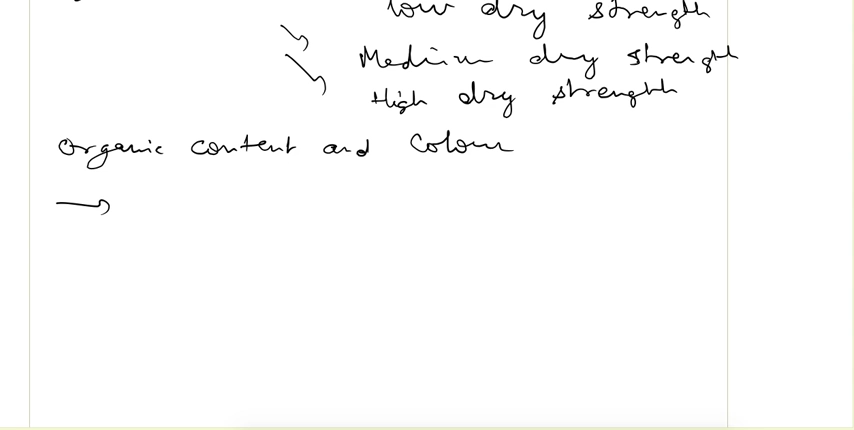 low dry strength
Medium dry strength
High dry strength
Organic content and Colour